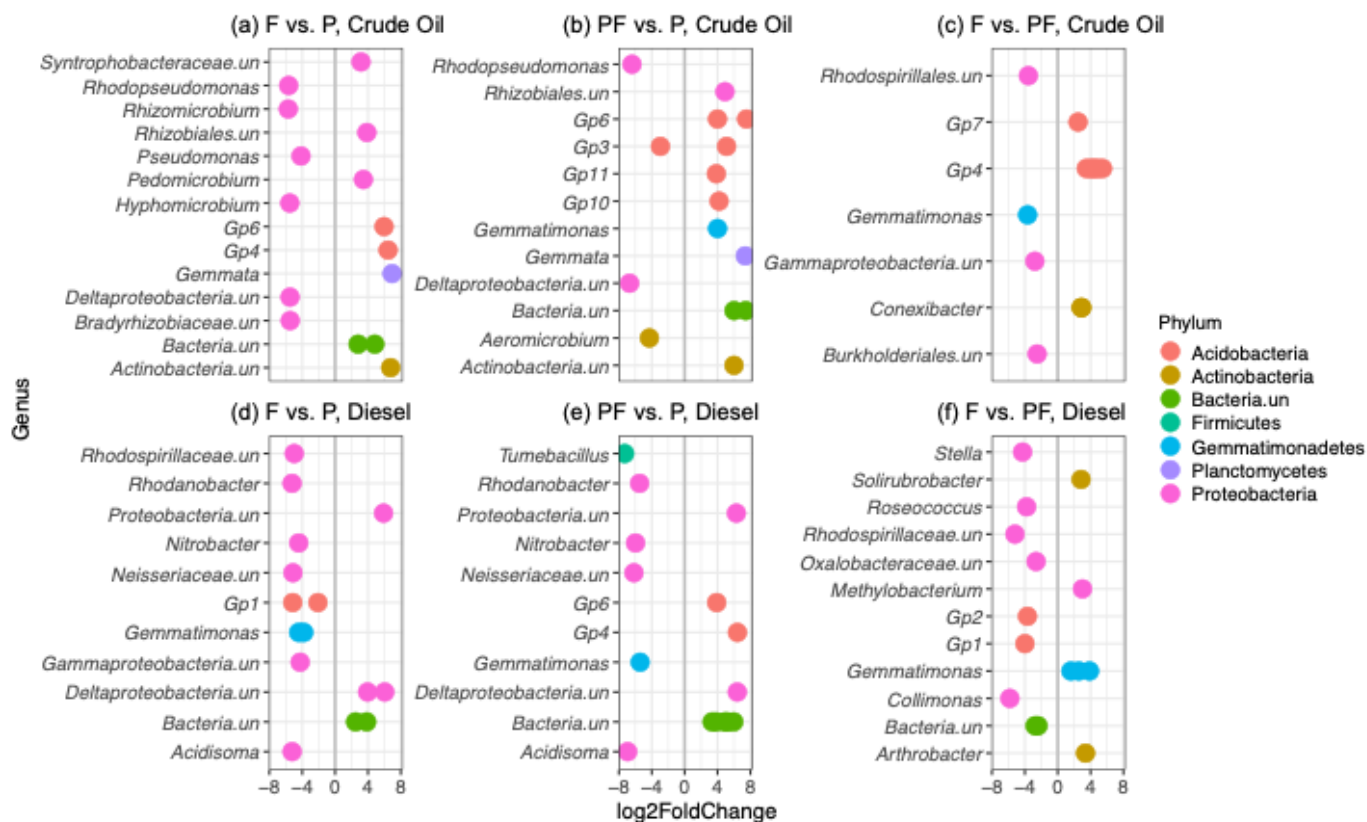 (a) F vs. P, Crude Oil
Syntrophobacteraceae.un
Rhodopseudomonas
Rhizomicrobium
Rhizobiales.un
Pseudomonas
Pedomicrobium
Hyphomicrobium
Gp6
Gp4
Gemmata
Deltaproteobacteria.un
Bradyrhizobiaceae.un
Bacteria.un
Actinobacteria.un
(b) PF vs. P, Crude Oil
Rhodopseudomonas
Rhizobiales.un
Gp6
Gp3
Gp11
Gp10
Gemmatimonas
Gemmata
Deltaproteobacteria.un
Bacteria.un
Aeromicrobium
Actinobacteria.un
(c) F vs. PF, Crude Oil
Rhodospirillales.un
Gp7
Gp4
Gemmatimonas
Gammaproteobacteria.un
Conexibacter
Burkholderiales.un
Genus
(d) F vs. P, Diesel
Rhodospirillaceae.un
Rhodanobacter
Proteobacteria.un
Nitrobacter
Neisseriaceae.un
Gp1
Gemmatimonas
Gammaproteobacteria.un
Deltaproteobacteria.un
Bacteria.un
Acidisoma
−8 −4 0 4 8
(e) PF vs. P, Diesel
Tumebacillus
Rhodanobacter
Proteobacteria.un
Nitrobacter
Neisseriaceae.un
Gp6
Gp4
Gemmatimonas
Deltaproteobacteria.un
Bacteria.un
Acidisoma
−8 −4 0 4 8
(f) F vs. PF, Diesel
Stella
Solirubrobacter
Roseococcus
Rhodospirillaceae.un
Oxalobacteraceae.un
Methylobacterium
Gp2
Gp1
Gemmatimonas
Collimonas
Bacteria.un
Arthrobacter
−8 −4 0 4 8
log2FoldChange
Phylum
Acidobacteria
Actinobacteria
Bacteria.un
Firmicutes
Gemmatimonadetes
Planctomycetes
Proteobacteria